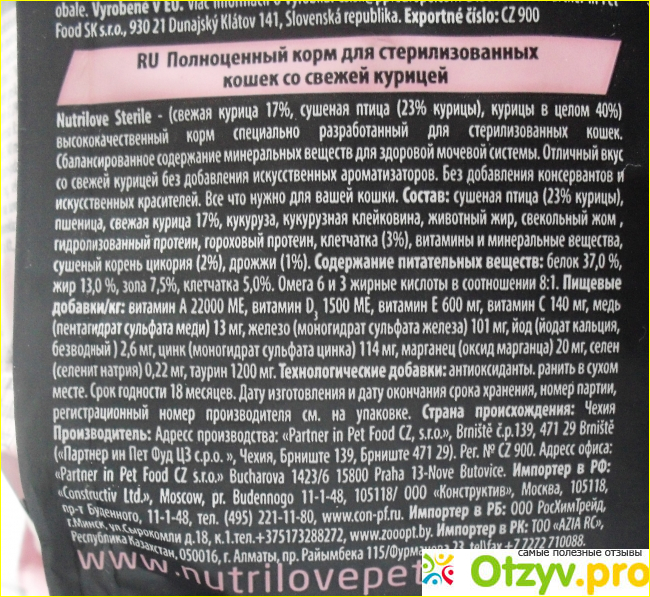 obale. Vyrobené v EU. Viac informácií
Food SK s.r.o., 930 21 Dunajský Klátov 141, Slovenská republika. Exportné číslo: CZ 900
RU Полноценный корм для стерилизованных
кошек со свежей курицей
Nutrilove Sterile - (свежая курица 17%, сушеная птица (23% курицы), курицы в целом 40%)
высококачественный корм специально разработанный для стерилизованных кошек.
Сбалансированное содержание минеральных веществ для здоровой мочевой системы. Отличный вкус
со свежей курицей без добавления искусственных ароматизаторов. Без добавления консервантов и
искусственных красителей. Все что нужно для вашей кошки. Состав: сушеная птица (23% курицы),
пшеница, свежая курица 17%, кукуруза, кукурузная клейковина, животный жир, свекольный жом ,
гидролизованный протеин, гороховый протеин, клетчатка (3%), витамины и минеральные вещества,
сушеный корень цикория (2%), дрожжи (1%). Содержание питательных веществ: белок 37,0 %,
жир 13,0 %, зола 7,5%, клетчатка 5,0%. Омега 6 и 3 жирные кислоты в соотношении 8:1. Пищевые
добавки/кг: витамин А 22000 МЕ, витамин D3 1500 МЕ, витамин Е 600 мг, витамин С 140 мг, медь
(пентагидрат сульфата меди) 13 мг, железо (моногидрат сульфата железа) 101 мг, йод (йодат кальция,
безводный ) 2,6 мг, цинк (моногидрат сульфата цинка) 114 мг, марганец (оксид марганца) 20 мг, селен
(селенит натрия) 0,22 мг, таурин 1200 мг. Технологические добавки: антиоксиданты. ранить в сухом
месте. Срок годности 18 месяцев. Дату изготовления и дату окончания срока хранения, номер партии,
регистрационный номер производителя см. на упаковке. Страна происхождения: Чехия
Производитель: Адрес производства: «Partner in Pet Food CZ, s.r.o.», Brniště č.p.139, 471 29 Brniště
(«Партнер ин Пет Фуд ЦЗ с.р.о. », Чехия, Брниште 139, Брниште 471 29). Рег. № CZ 900. Адрес офиса:
«Partner in Pet Food CZ s.r.o.» Bucharova 1423/6 15800 Praha 13-Nove Butovice. Импортер в РФ:
«Constructiv Ltd.», Moscow, pr. Budennogo 11-1-48, 105118/ ООО «Конструктив», Москва, 105118,
пр-т Буденного, 11-1-48, тел. (495) 221-11-80, www.con-pf.ru. Импортер в РБ: ООО РосХимТрейд,
г.Минск, ул.Сырокомли д.18, к.1.тел.+375173288272, www.zooopt.by. Импортер в РК: ТОО «AZIA RC»,
Республика Казахстан, 050016, г. Алматы, пр. Райымбека 115/Фурманова 23, tel/fax +7 7272 710088.
www.nutrilovepet
самые полезные отзывы
Otzyv.pro